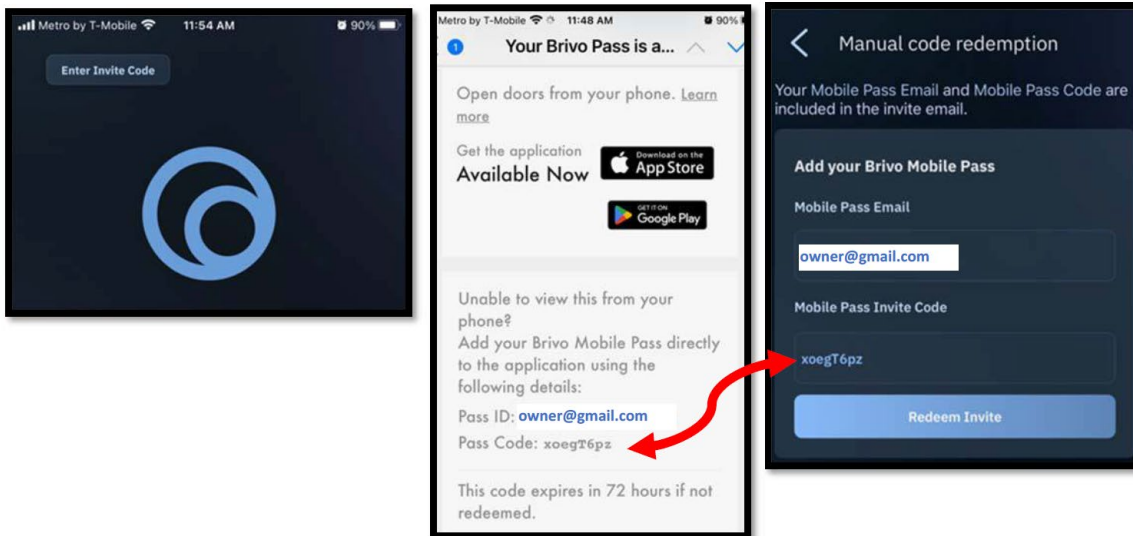 Metro by T-Mobile 11:54 AM 90%
Enter Invite Code
Metro by T-Mobile 11:48 AM 90%
1 Your Brivo Pass is a...
Open doors from your phone. Learn
more
Get the application
Available Now
Download on the
App Store
GET IT ON
Google Play
Unable to view this from your
phone?
Add your Brivo Mobile Pass directly
to the application using the
following details:
Pass ID: owner@gmail.com
Pass Code: xoegT6pz
This code expires in 72 hours if not
redeemed.
Manual code redemption
Your Mobile Pass Email and Mobile Pass Code are
included in the invite email.
Add your Brivo Mobile Pass
Mobile Pass Email
owner@gmail.com
Mobile Pass Invite Code
xoegT6pz
Redeem Invite